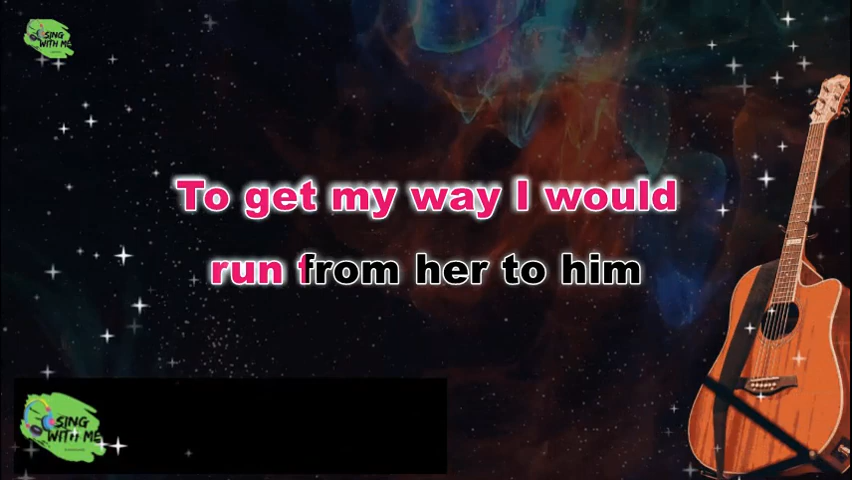 SING
WITH ME
To get my way I would
run from her to him
SING
WITH ME